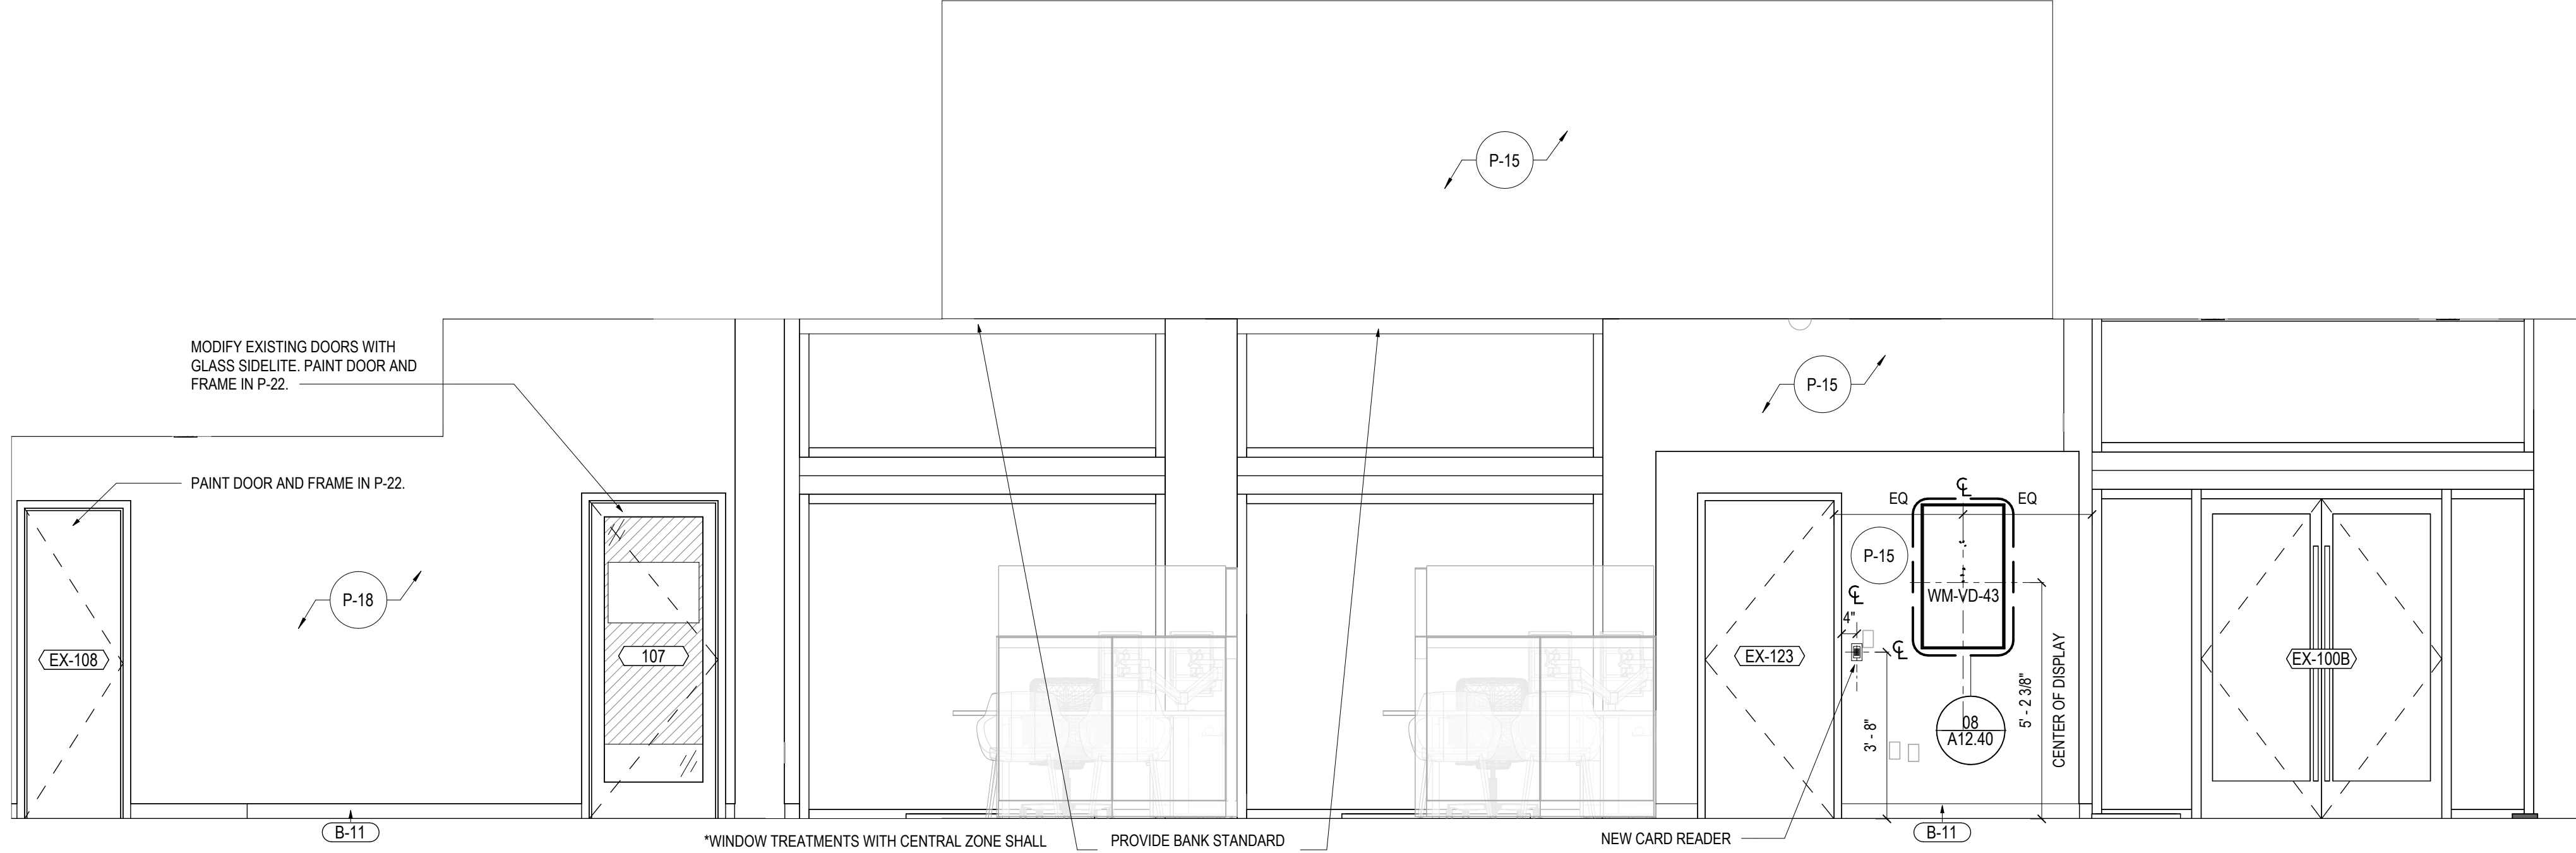 P-15
MODIFY EXISTING DOORS WITH
GLASS SIDELITE. PAINT DOOR AND
FRAME IN P-22.
P-15
PAINT DOOR AND FRAME IN P-22.
EQ
EQ
P-15
P-18
WM-VD-43
4"
EX-108
107
EX-123
EX-100B
3' - 8"
5' - 2 3/8"
CENTER OF DISPLAY
08
A12.40
B-11
B-11
*WINDOW TREATMENTS WITH CENTRAL ZONE SHALL
PROVIDE BANK STANDARD
NEW CARD READER